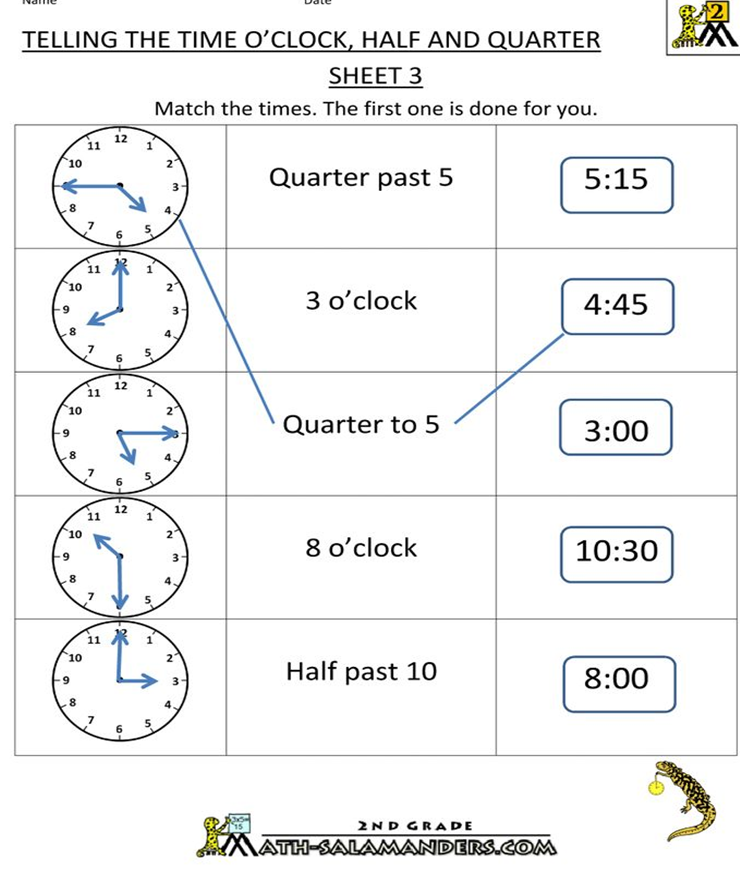 Name Date
TELLING THE TIME O’CLOCK, HALF AND QUARTER
SHEET 3
2
Match the times. The first one is done for you.
12 1 2 3 4 5 6 7 8 10 11
Quarter past 5
5:15
12 1 2 3 4 5 6 7 8 9 10 11
3 o’clock
4:45
12 1 2 3 4 5 6 7 8 9 10 11
Quarter to 5
3:00
12 1 2 3 4 5 7 8 9 10 11
8 o’clock
10:30
12 1 2 3 4 5 6 7 8 9 10 11
Half past 10
8:00
2ND GRADE
MATH-SALAMANDERS.COM